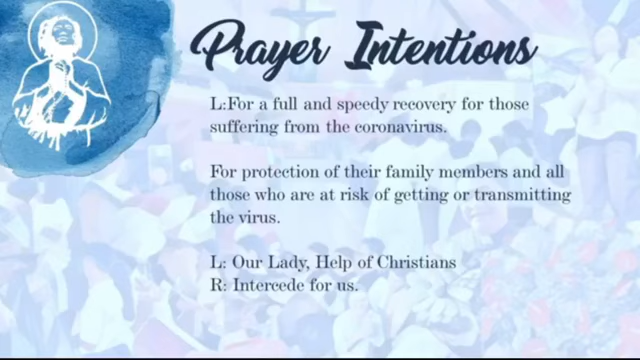 Prayer Intentions
L:For a full and speedy recovery for those
suffering from the coronavirus.
For protection of their family members and all
those who are at risk of getting or transmitting
the virus.
L: Our Lady, Help of Christians
R: Intercede for us.